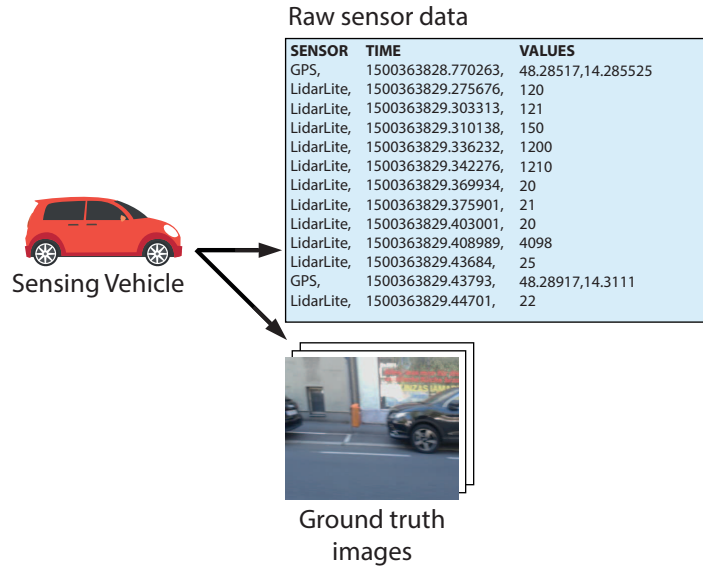 Raw sensor data
SENSOR TIME VALUES
GPS, 1500363828.770263, 48.28517,14.285525
LidarLite, 1500363829.275676, 120
LidarLite, 1500363829.303313, 121
LidarLite, 1500363829.310138, 150
LidarLite, 1500363829.336232, 1200
LidarLite, 1500363829.342276, 1210
LidarLite, 1500363829.369934, 20
LidarLite, 1500363829.375901, 21
LidarLite, 1500363829.403001, 20
LidarLite, 1500363829.408989, 4098
LidarLite, 1500363829.43684, 25
GPS, 1500363829.43793, 48.28917,14.3111
LidarLite, 1500363829.44701, 22
Sensing Vehicle
Ground truth
images